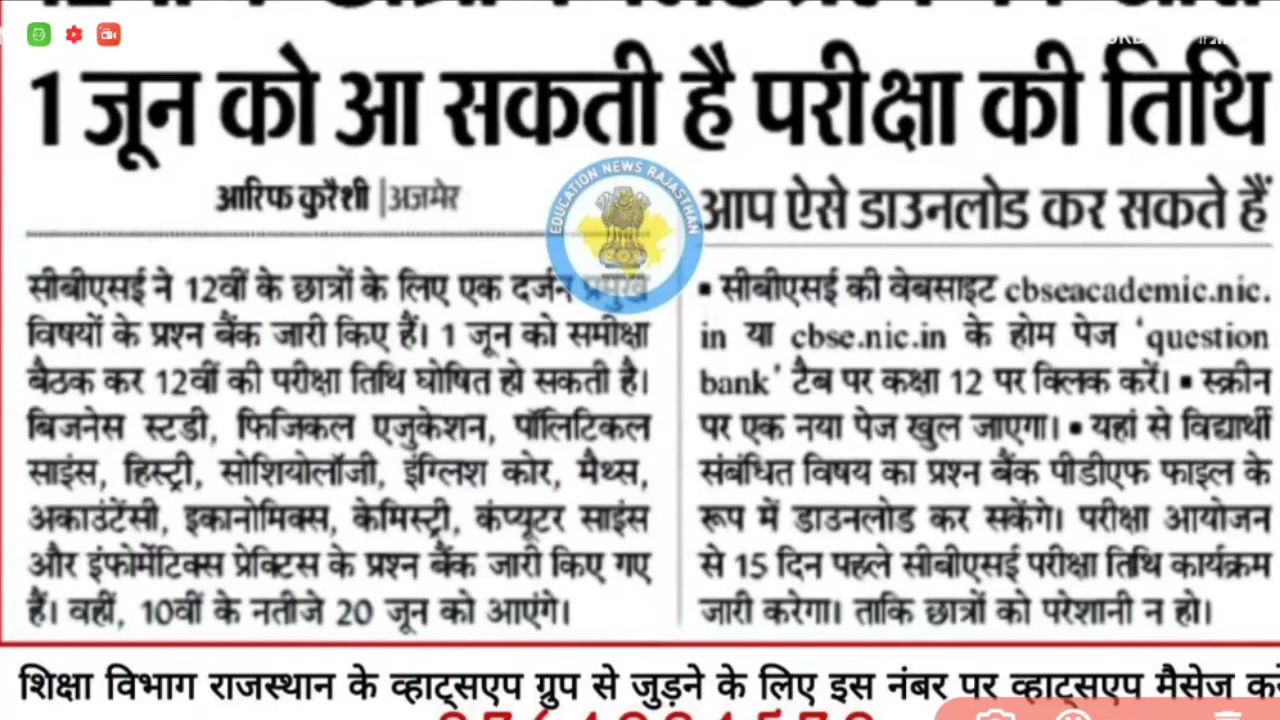 1 जून को आ सकती है परीक्षा की तिथि
आरिफ कुरैशी | अजमेर
EDUCATION NEWS RAJASTHAN
सीबीएसई ने 12वीं के छात्रों के लिए एक दर्जन प्रमुख
विषयों के प्रश्न बैंक जारी किए हैं। 1 जून को समीक्षा
बैठक कर 12वीं की परीक्षा तिथि घोषित हो सकती है।
बिजनेस स्टडी, फिजिकल एजुकेशन, पॉलिटिकल
साइंस, हिस्ट्री, सोशियोलॉजी, इंग्लिश कोर, मैथ्स,
अकाउंटेंसी, इकानोमिक्स, केमिस्ट्री, कंप्यूटर साइंस
और इंफोर्मेटिक्स प्रेक्टिस के प्रश्न बैंक जारी किए गए
हैं। वहीं, 10वीं के नतीजे 20 जून को आएंगे।
आप ऐसे डाउनलोड कर सकते हैं
▪ सीबीएसई की वेबसाइट cbseacademic.nic.
in या cbse.nic.in के होम पेज ‘question
bank’ टैब पर कक्षा 12 पर क्लिक करें। ▪ स्क्रीन
पर एक नया पेज खुल जाएगा। ▪ यहां से विद्यार्थी
संबंधित विषय का प्रश्न बैंक पीडीएफ फाइल के
रूप में डाउनलोड कर सकेंगे। परीक्षा आयोजन
से 15 दिन पहले सीबीएसई परीक्षा तिथि कार्यक्रम
जारी करेगा। ताकि छात्रों को परेशानी न हो।
शिक्षा विभाग राजस्थान के व्हाट्सएप ग्रुप से जुड़ने के लिए इस नंबर पर व्हाट्सएप मैसेज